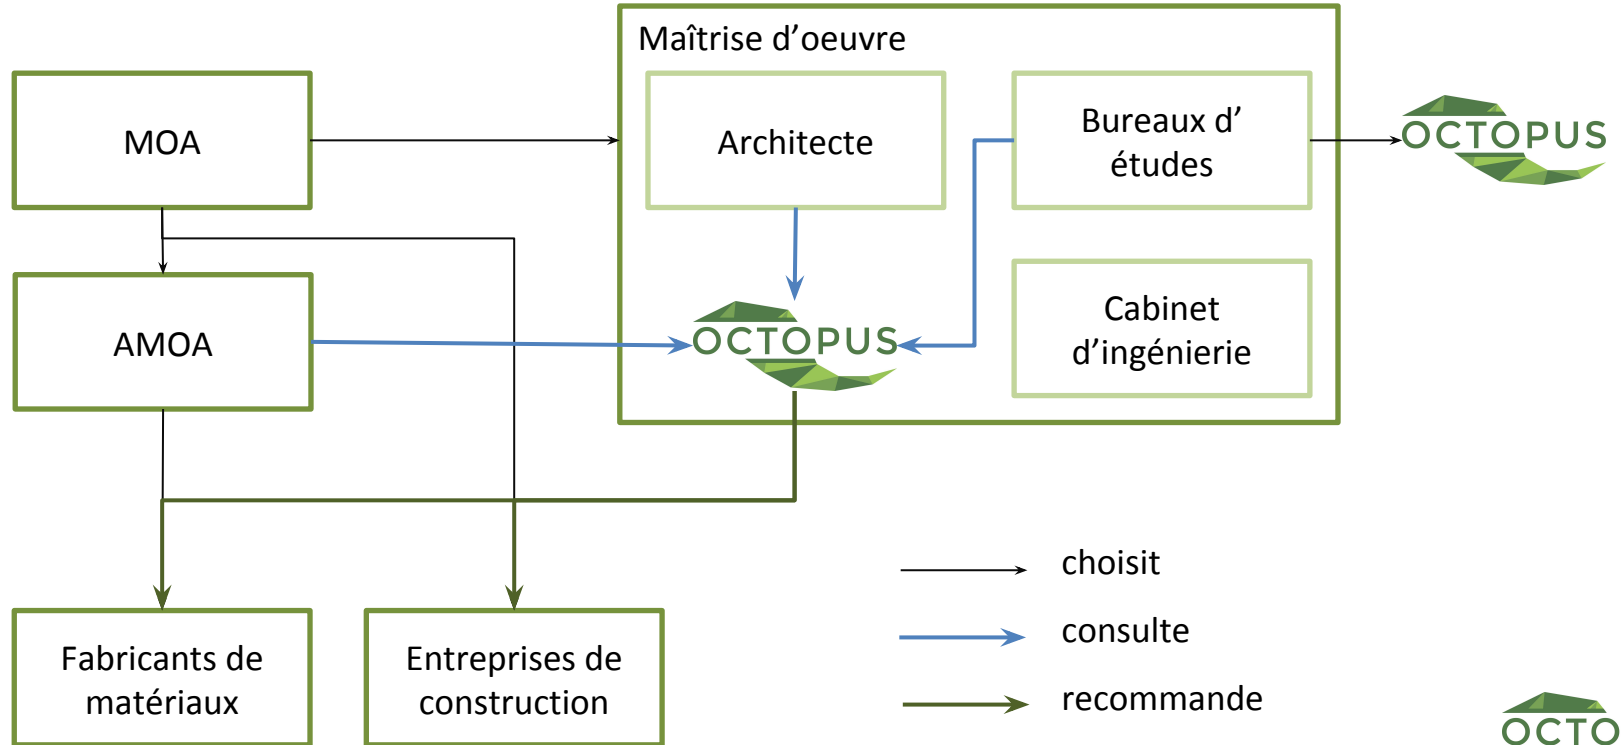 Maîtrise d'oeuvre
MOA
Architecte
Bureaux d'
études
OCTOPUS
AMOA
OCTOPUS
Cabinet
d'ingénierie
choisit
consulte
recommande
Fabricants de
matériaux
Entreprises de
construction
OCTO